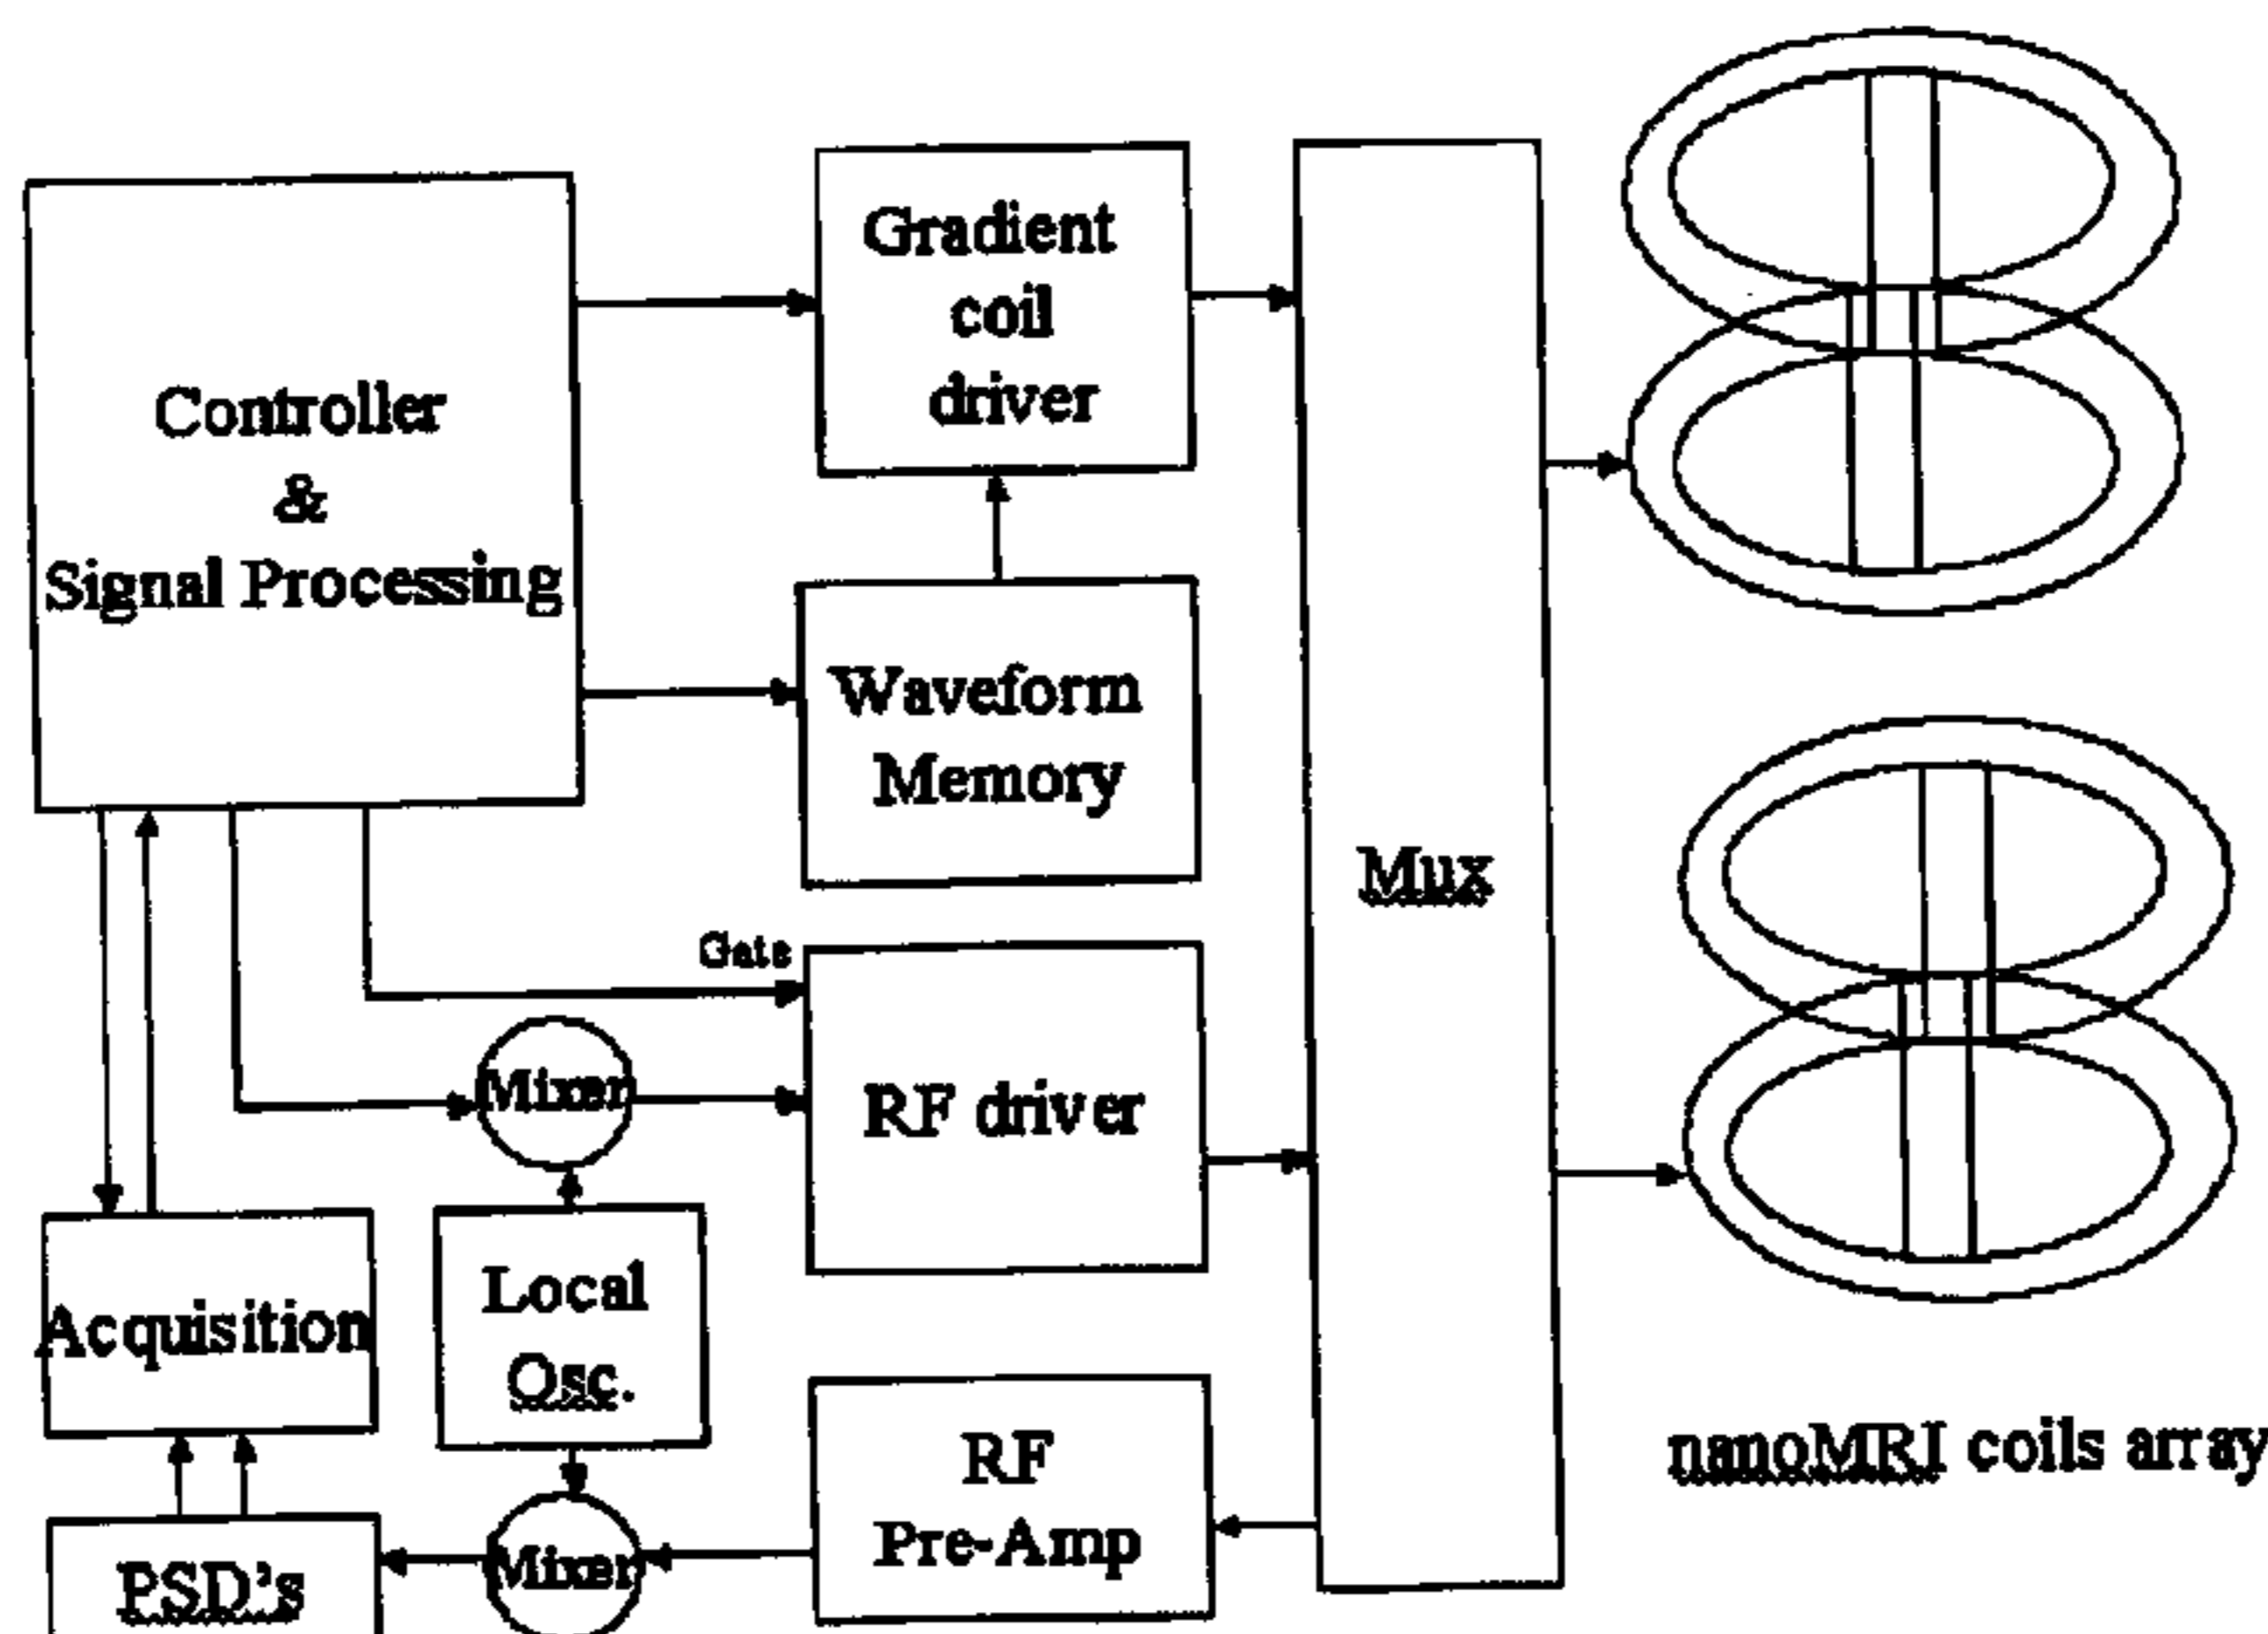 Gradient
coil
driver
Controller
&
Signal Processing
Waveform
Memory
Mux
Gate
Mixer
RF driver
Local
Osc.
Acquisition
RF
Pre-Amp
nanoMRI coils array
Mixer
PSD's